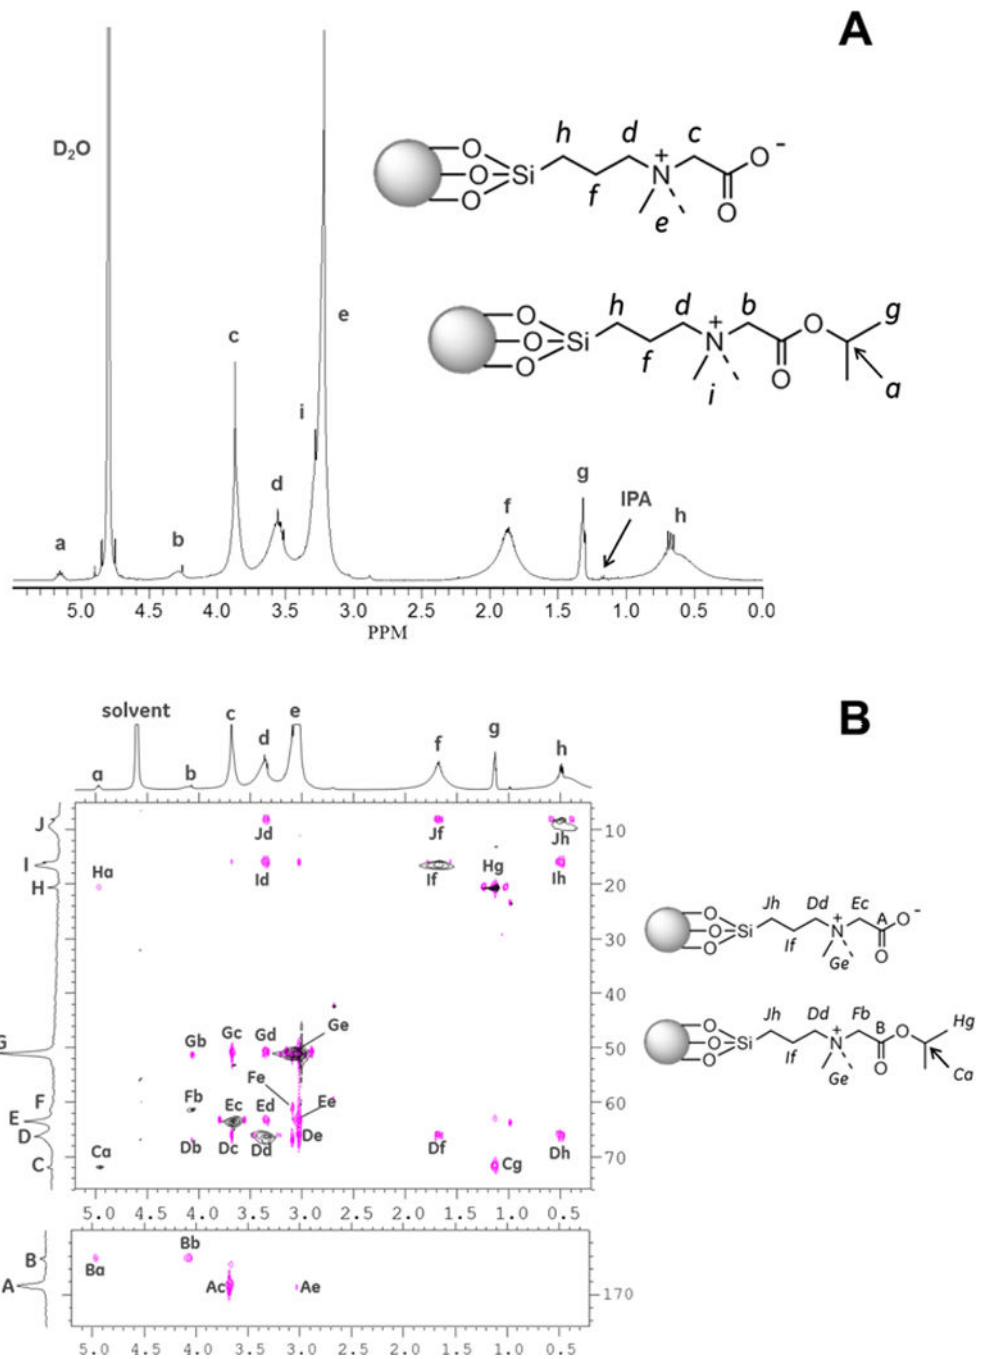 A
D₂O
a
b
c
d
i
e
f
g
IPA
h
h
d
c
f
e
O
O
O
Si
N
+
O
-
O
h
d
b
f
i
g
a
O
O
O
Si
N
+
O
O
5.0 4.5 4.0 3.5 3.0 2.5 2.0 1.5 1.0 0.5 0.0
PPM
B
solvent
a
b
c
d
e
f
g
h
J
I
H
G
F
E
D
C
10
20
30
40
50
60
70
Jd
Jf
Jh
Ha
Id
If
Hg
Ih
Gb
Gc
Gd
Ge
Fe
Fb
Ec
Ed
Ee
Db
Dc
Dd
De
Df
Dh
Ca
Cg
5.0 4.5 4.0 3.5 3.0 2.5 2.0 1.5 1.0 0.5
B
A
Ba
Bb
Ac
Ae
170
5.0 4.5 4.0 3.5 3.0 2.5 2.0 1.5 1.0 0.5
Jh
Dd
Ec
If
Ge
A
O
O
O
Si
N
+
O
-
O
Jh
Dd
Fb
If
Ge
B
Hg
Ca
O
O
O
Si
N
+
O
O